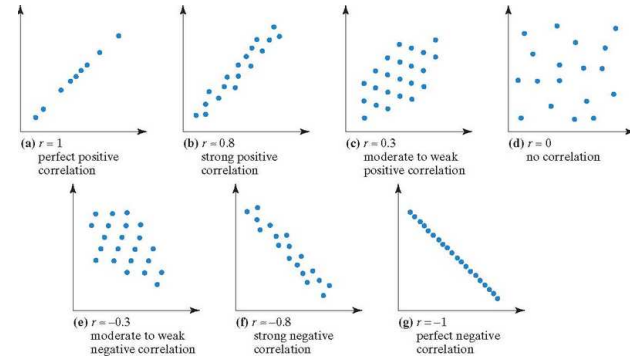 (a) r = 1
perfect positive
correlation
(b) r = 0.8
strong positive
correlation
(c) r = 0.3
moderate to weak
positive correlation
(d) r = 0
no correlation
(e) r = −0.3
moderate to weak
negative correlation
(f) r = −0.8
strong negative
correlation
(g) r = −1
perfect negative
correlation